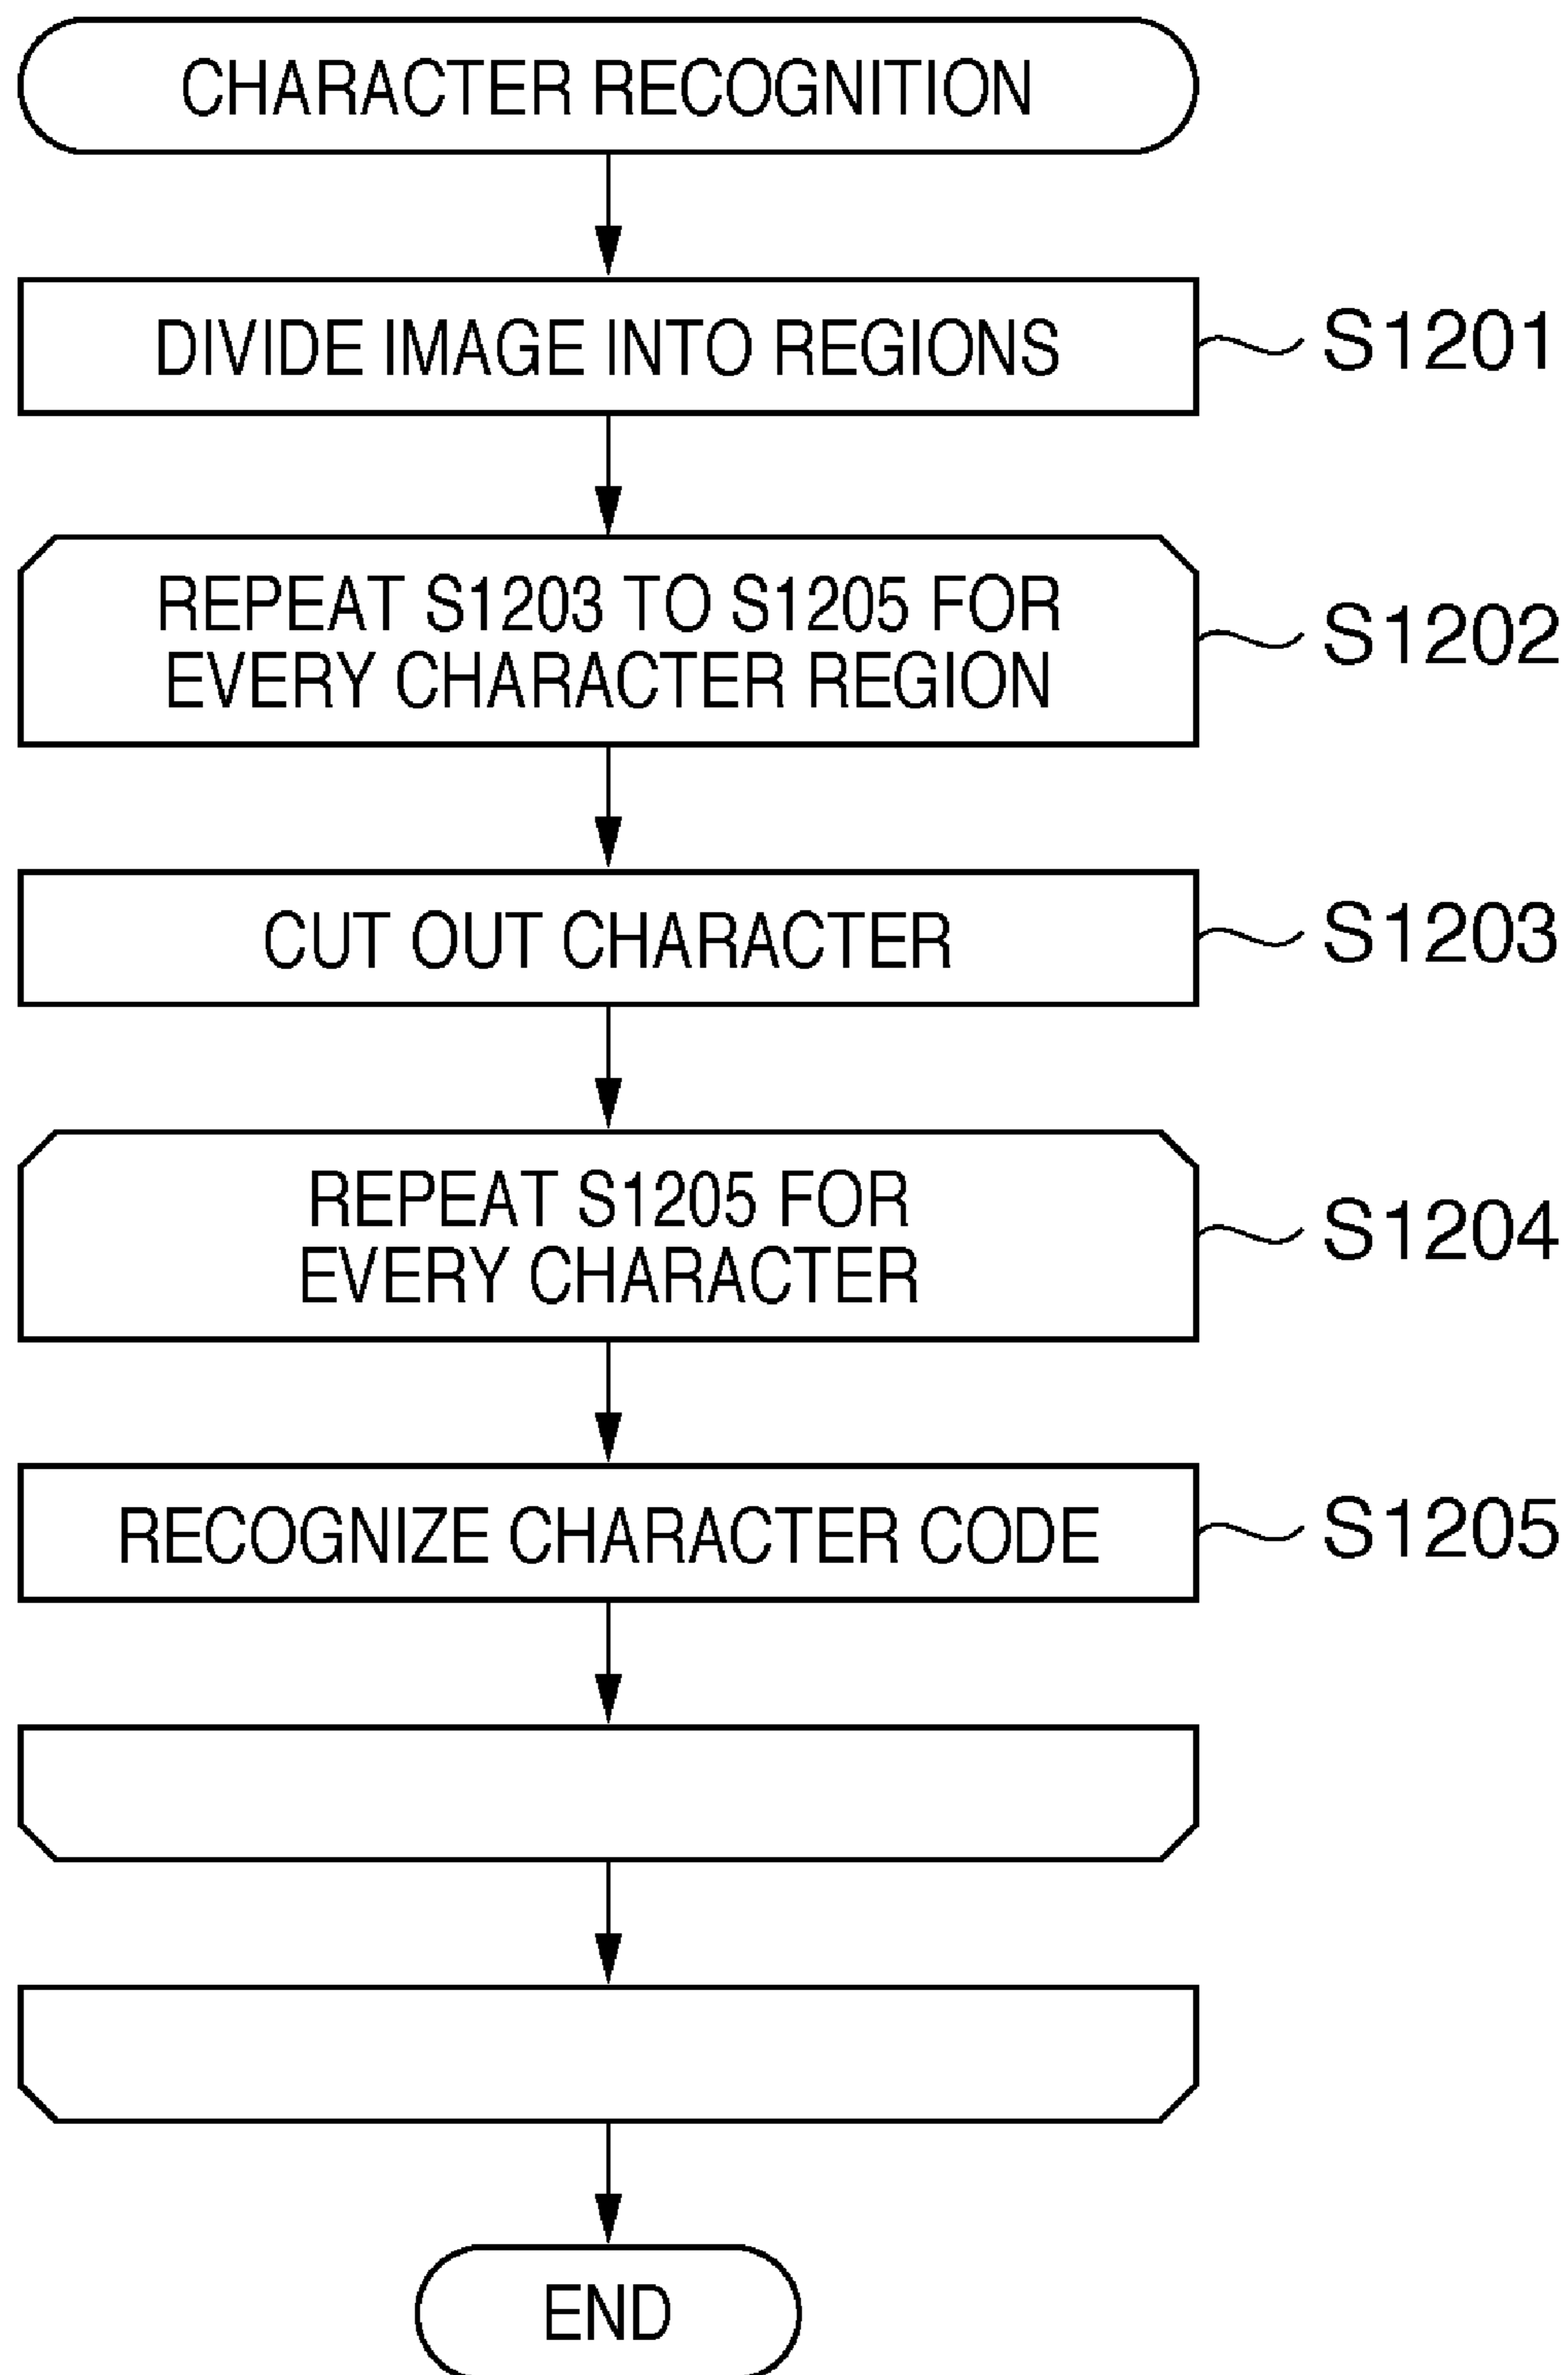 CHARACTER RECOGNITION
DIVIDE IMAGE INTO REGIONS
S1201
REPEAT S1203 TO S1205 FOR
EVERY CHARACTER REGION
S1202
CUT OUT CHARACTER
S1203
REPEAT S1205 FOR
EVERY CHARACTER
S1204
RECOGNIZE CHARACTER CODE
S1205
END